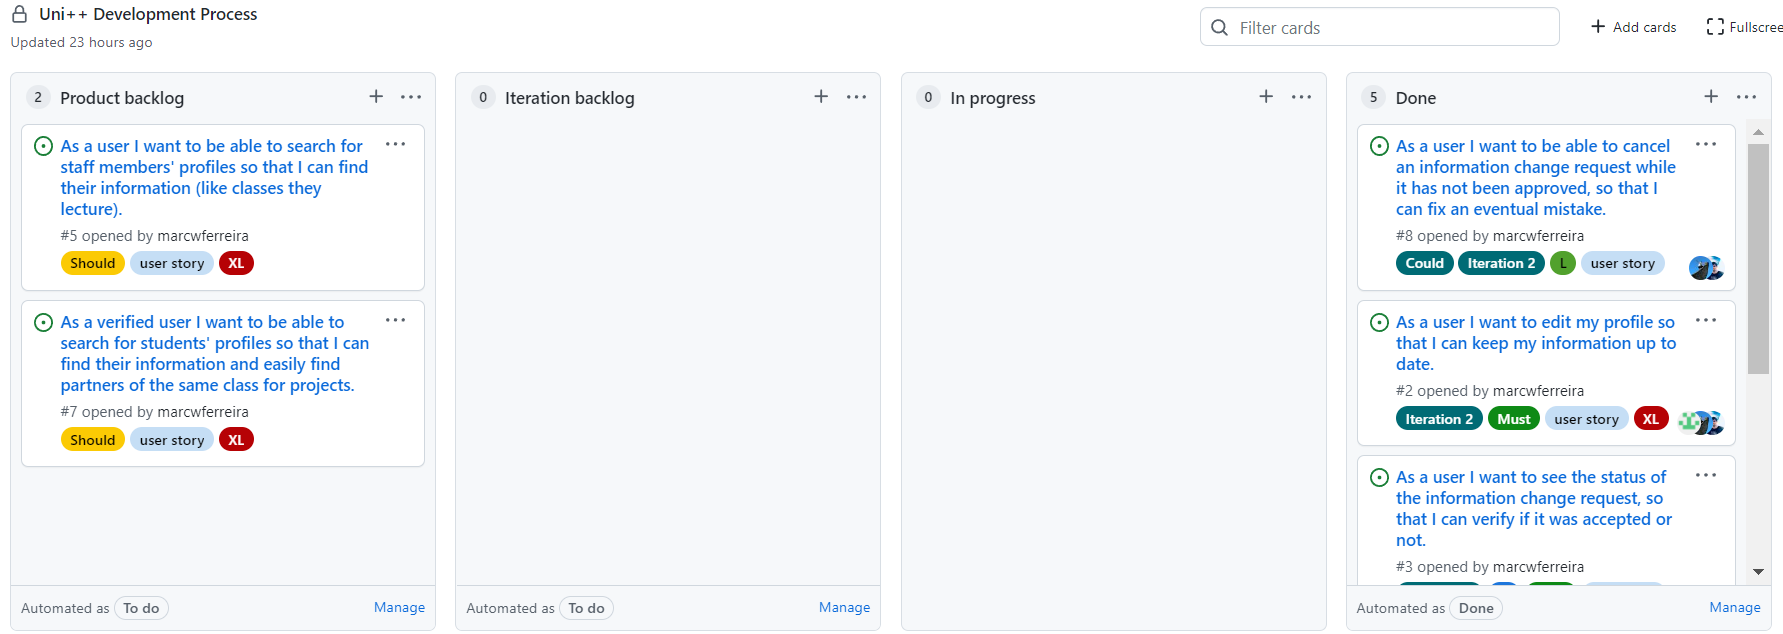 Uni++ Development Process
Updated 23 hours ago
Filter cards
Add cards
Fullscree
2 Product backlog
As a user I want to be able to search for
staff members' profiles so that I can find
their information (like classes they
lecture).
#5 opened by marcwferreira
Should user story XL
As a verified user I want to be able to
search for students' profiles so that I can
find their information and easily find
partners of the same class for projects.
#7 opened by marcwferreira
Should user story XL
Automated as To do Manage
0 Iteration backlog
Automated as To do Manage
0 In progress
5 Done
As a user I want to be able to cancel
an information change request while
it has not been approved, so that I
can fix an eventual mistake.
#8 opened by marcwferreira
Could Iteration 2 L user story
As a user I want to edit my profile so
that I can keep my information up to
date.
#2 opened by marcwferreira
Iteration 2 Must user story XL
As a user I want to see the status of
the information change request, so
that I can verify if it was accepted or
not.
#3 opened by marcwferreira
Automated as Done Manage